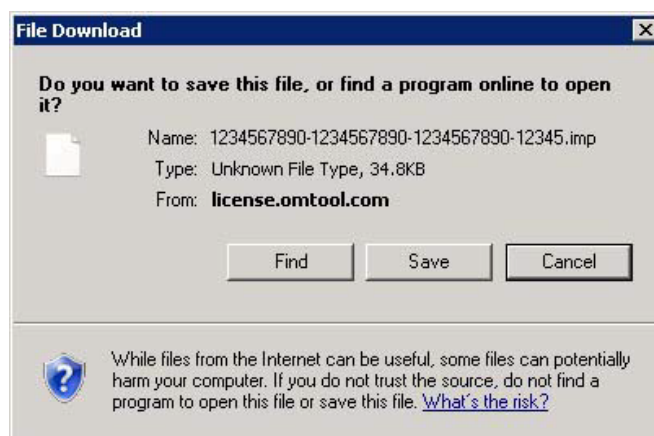 File Download
Do you want to save this file, or find a program online to open
it?
Name: 1234567890-1234567890-1234567890-12345.imp
Type: Unknown File Type, 34.8KB
From: license.omtool.com
Find Save Cancel
While files from the Internet can be useful, some files can potentially
harm your computer. If you do not trust the source, do not find a
program to open this file or save this file. What's the risk?